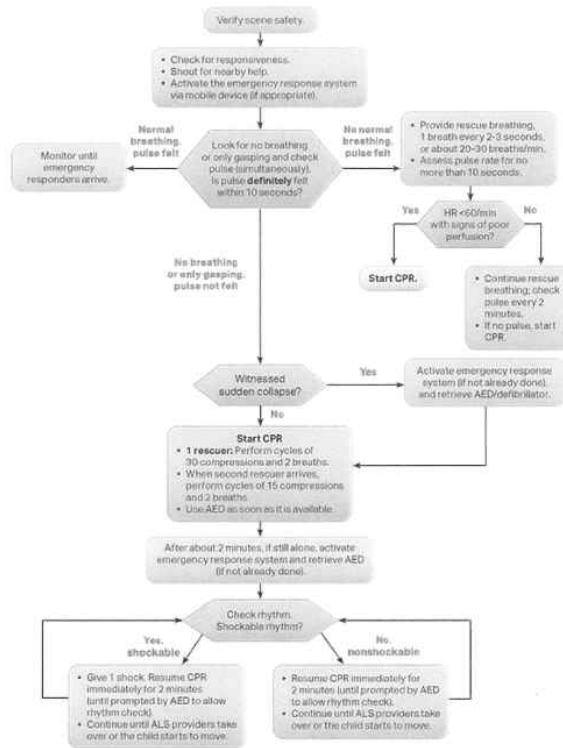 Verify scene safety.
• Check for responsiveness.
• Shout for nearby help.
• Activate the emergency response system
via mobile device (if appropriate).
Normal
breathing,
pulse felt
Look for no breathing
or only gasping and check
pulse (simultaneously).
Is pulse definitely felt
within 10 seconds?
No normal
breathing,
pulse felt
Monitor until
emergency
responders arrive.
• Provide rescue breathing,
1 breath every 2-3 seconds,
or about 20-30 breaths/min.
• Assess pulse rate for no
more than 10 seconds.
Yes
HR <60/min
with signs of poor
perfusion?
No
Start CPR.
• Continue rescue
breathing; check
pulse every 2
minutes.
• If no pulse, start
CPR.
No breathing
or only gasping,
pulse not felt
Witnessed
sudden collapse?
Yes
Activate emergency response
system (if not already done),
and retrieve AED/defibrillator.
No
Start CPR
• 1 rescuer: Perform cycles of
30 compressions and 2 breaths.
• When second rescuer arrives,
perform cycles of 15 compressions
and 2 breaths.
• Use AED as soon as it is available.
After about 2 minutes, if still alone, activate
emergency response system and retrieve AED
(if not already done).
Check rhythm.
Shockable rhythm?
Yes,
shockable
No,
nonshockable
• Give 1 shock. Resume CPR
immediately for 2 minutes
(until prompted by AED to allow
rhythm check).
• Continue until ALS providers take
over or the child starts to move.
• Resume CPR immediately for
2 minutes (until prompted by AED
to allow rhythm check).
• Continue until ALS providers take
over or the child starts to move.